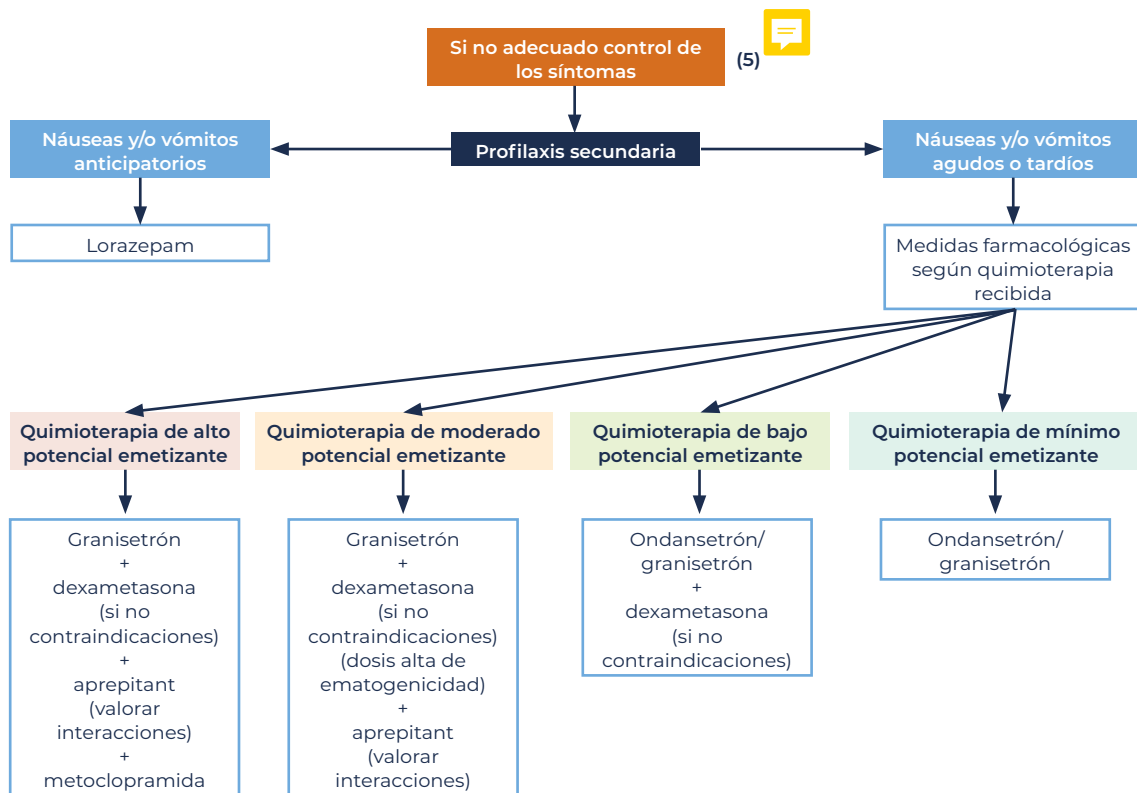 Si no adecuado control de
los síntomas
(5)
Náuseas y/o vómitos
anticipatorios
Profilaxis secundaria
Náuseas y/o vómitos
agudos o tardíos
Lorazepam
Medidas farmacológicas
según quimioterapia
recibida
Quimioterapia de alto
potencial emetizante
Quimioterapia de moderado
potencial emetizante
Quimioterapia de bajo
potencial emetizante
Quimioterapia de mínimo
potencial emetizante
Granisetrón
+
dexametasona
(si no
contraindicaciones)
+
aprepitant
(valorar
interacciones)
+
metoclopramida
Granisetrón
+
dexametasona
(si no
contraindicaciones)
(dosis alta de
ematogenicidad)
+
aprepitant
(valorar
interacciones)
Ondansetrón/
granisetrón
+
dexametasona
(si no
contraindicaciones)
Ondansetrón/
granisetrón